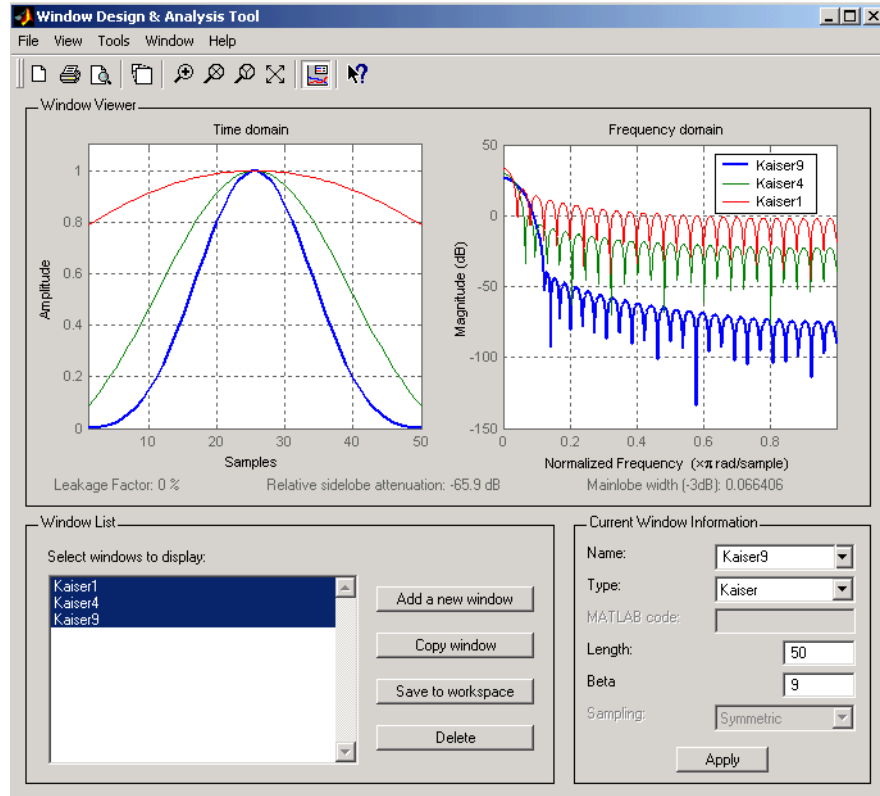 Window Design & Analysis Tool
File View Tools Window Help
Window Viewer
Time domain
Frequency domain
1
0.8
0.6
0.4
0.2
0
Amplitude
10 20 30 40 50
Samples
50
0
-50
-100
-150
Magnitude (dB)
Kaiser9
Kaiser4
Kaiser1
0 0.2 0.4 0.6 0.8
Normalized Frequency (×π rad/sample)
Leakage Factor: 0 %
Relative sidelobe attenuation: -65.9 dB
Mainlobe width (-3dB): 0.066406
Window List
Select windows to display:
Kaiser1
Kaiser4
Kaiser9
Add a new window
Copy window
Save to workspace
Delete
Current Window Information
Name: Kaiser9
Type: Kaiser
MATLAB code:
Length: 50
Beta 9
Sampling: Symmetric
Apply